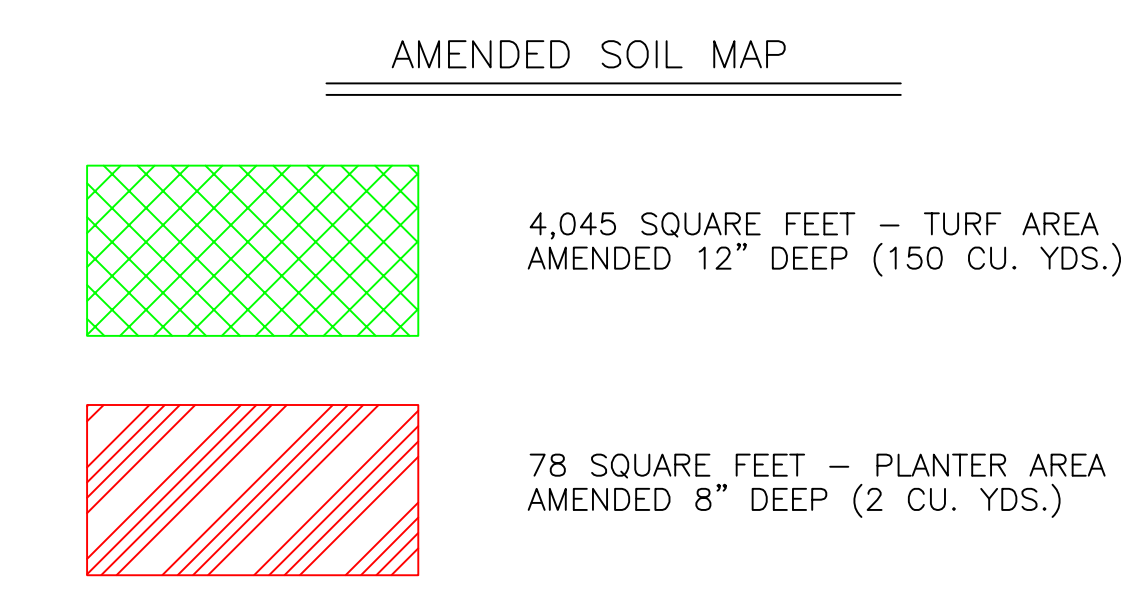 AMENDED SOIL MAP
4,045 SQUARE FEET – TURF AREA
AMENDED 12" DEEP (150 CU. YDS.)
78 SQUARE FEET – PLANTER AREA
AMENDED 8" DEEP (2 CU. YDS.)